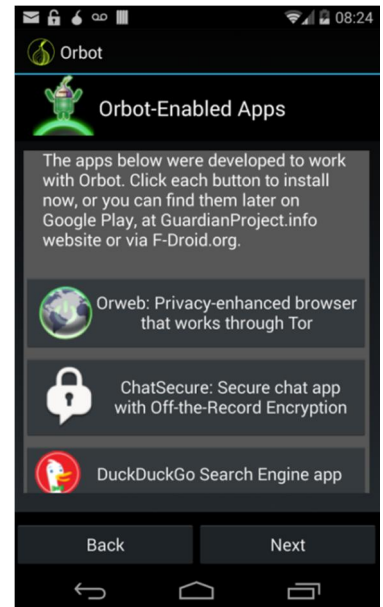 08:24
Orbot
Orbot-Enabled Apps
The apps below were developed to work
with Orbot. Click each button to install
now, or you can find them later on
Google Play, at GuardianProject.info
website or via F-Droid.org.
Orweb: Privacy-enhanced browser
that works through Tor
ChatSecure: Secure chat app
with Off-the-Record Encryption
DuckDuckGo Search Engine app
Back
Next